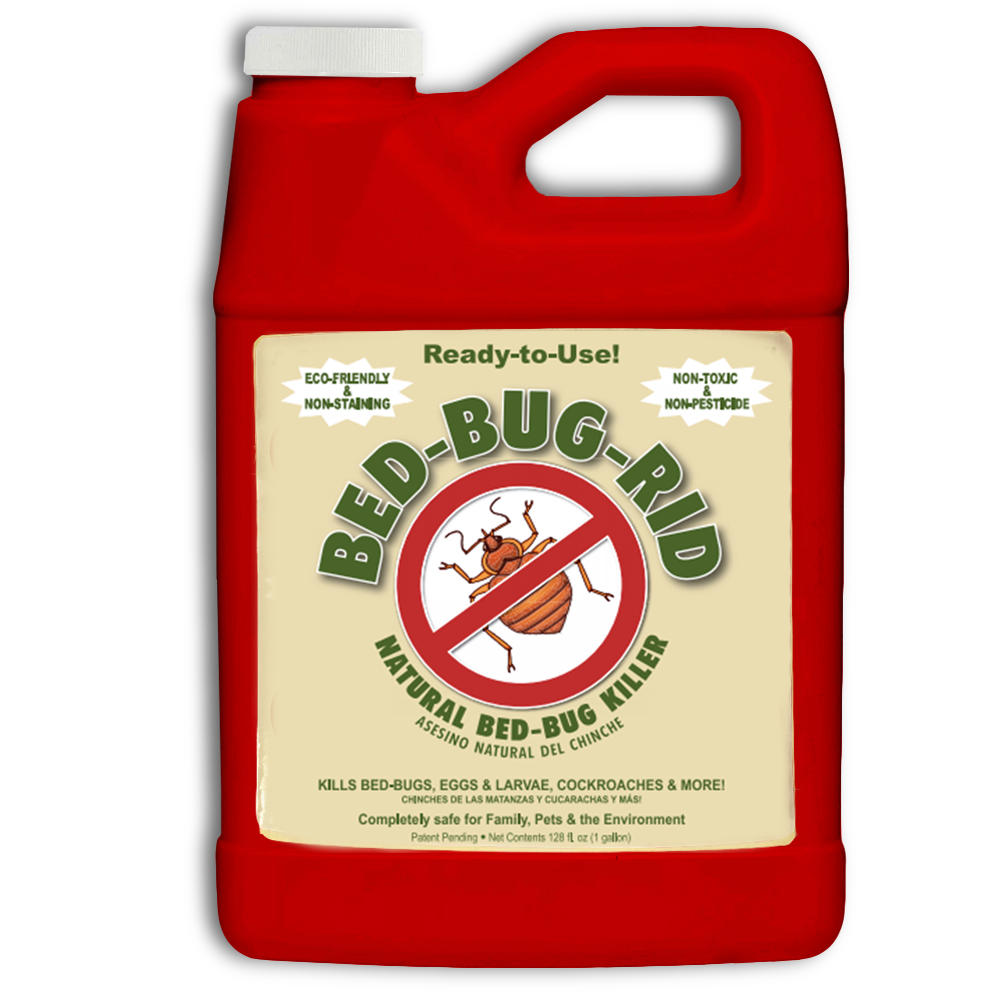 Ready-to-Use!
ECO-FRIENDLY
&
NON-STAINING
NON-TOXIC
&
NON-PESTICIDE
BED-BUG-RID
NATURAL BED-BUG KILLER
ASESINO NATURAL DEL CHINCHE
KILLS BED-BUGS, EGGS & LARVAE, COCKROACHES & MORE!
CHINCHES DE LAS MATANZAS Y CUCARACHAS Y MÁS!
Completely safe for Family, Pets & the Environment
Patent Pending • Net Contents 128 fl. oz (1 gallon)